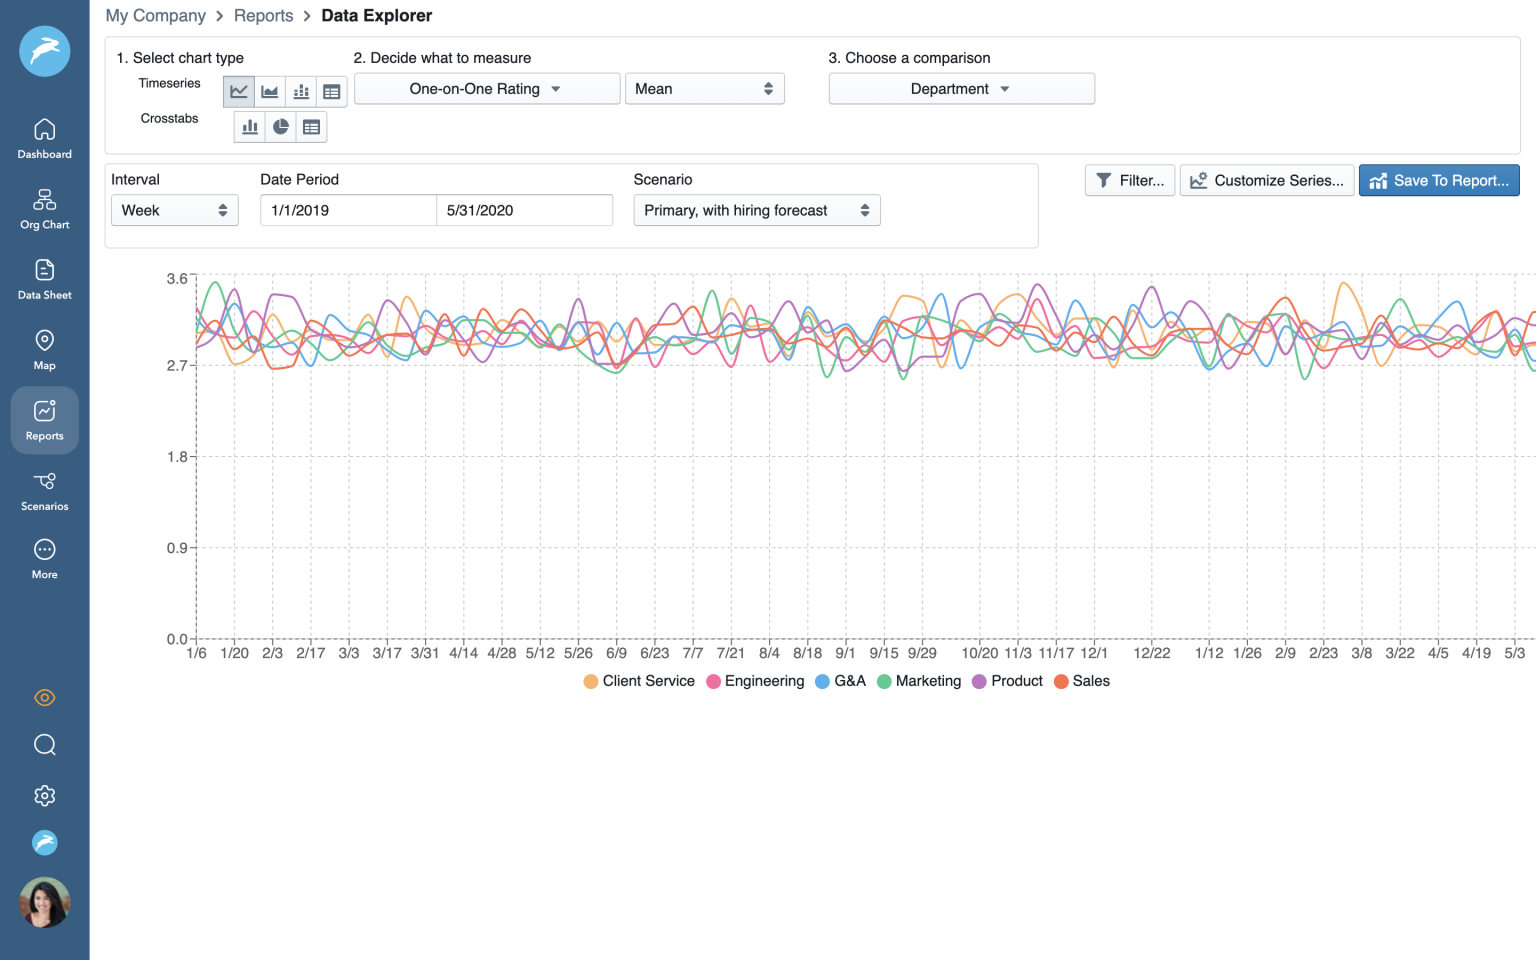 My Company > Reports > Data Explorer
1. Select chart type
2. Decide what to measure
3. Choose a comparison
Timeseries
One-on-One Rating
Mean
Department
Crosstabs
Interval
Date Period
Scenario
Week
1/1/2019
5/31/2020
Primary, with hiring forecast
Filter...
Customize Series...
Save To Report...
Dashboard
Org Chart
Data Sheet
Map
Reports
Scenarios
More
3.6
2.7
1.8
0.9
0.0
1/6 1/20 2/3 2/17 3/3 3/17 3/31 4/14 4/28 5/12 5/26 6/9 6/23 7/7 7/21 8/4 8/18 9/1 9/15 9/29 10/20 11/3 11/17 12/1 12/22 1/12 1/26 2/9 2/23 3/8 3/22 4/5 4/19 5/3
Client Service Engineering G&A Marketing Product Sales